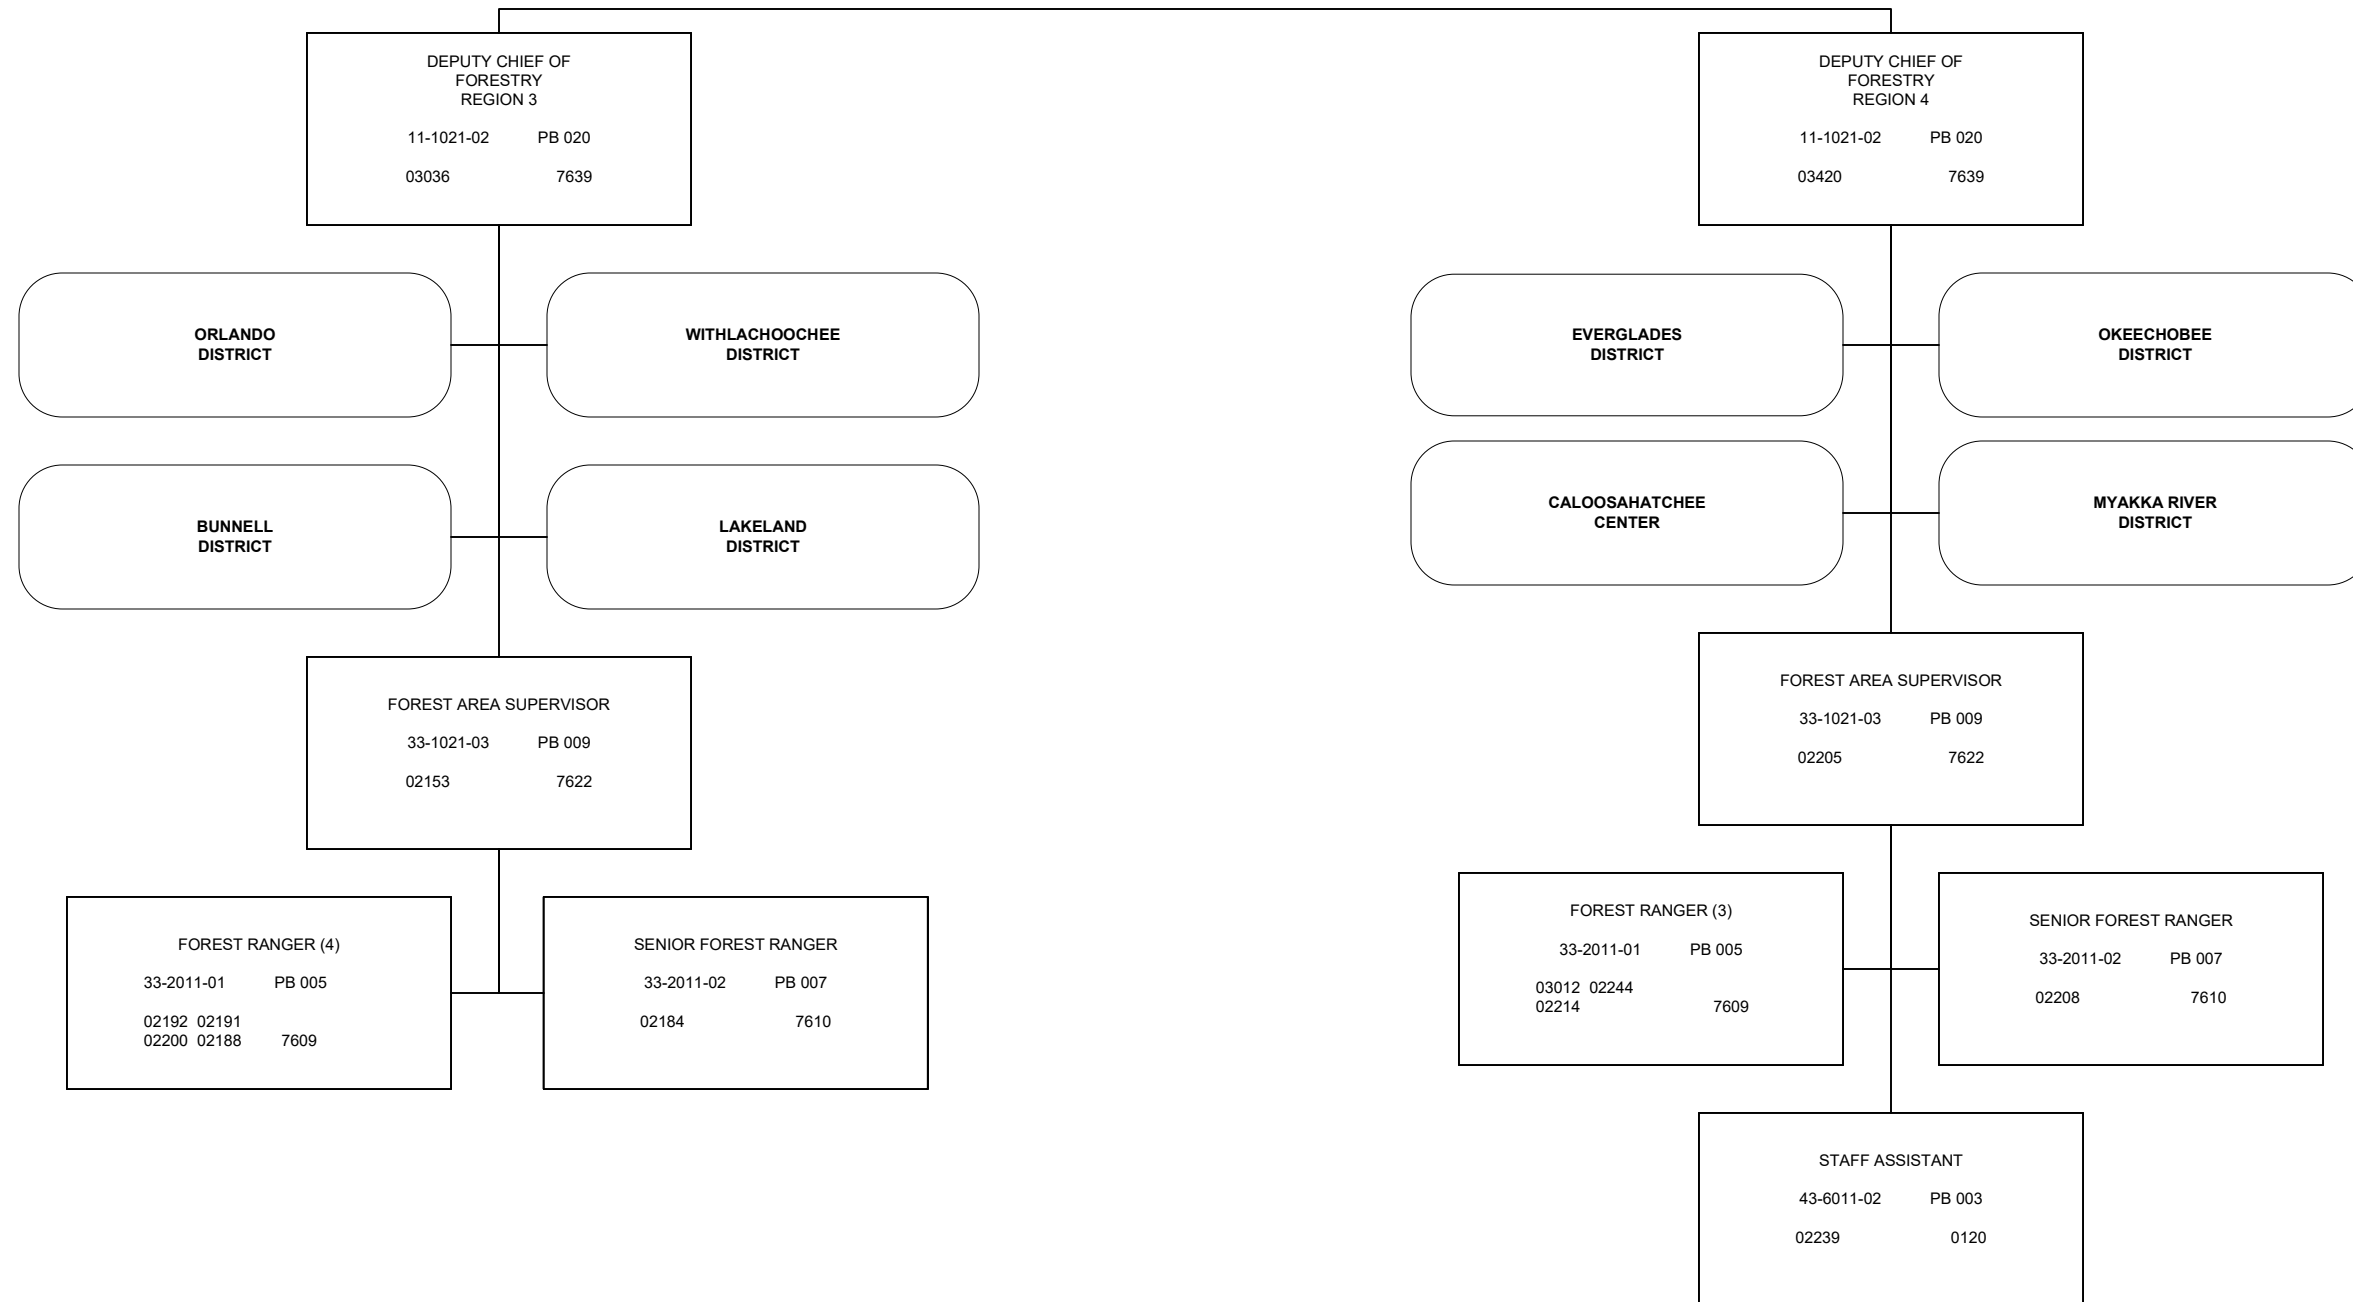 DEPUTY CHIEF OF
FORESTRY
REGION 3
11-1021-02 PB 020
03036 7639
ORLANDO
DISTRICT
WITHLACHOOCHEE
DISTRICT
BUNNELL
DISTRICT
LAKELAND
DISTRICT
FOREST AREA SUPERVISOR
33-1021-03 PB 009
02153 7622
FOREST RANGER (4)
33-2011-01 PB 005
02192 02191
02200 02188 7609
SENIOR FOREST RANGER
33-2011-02 PB 007
02184 7610
DEPUTY CHIEF OF
FORESTRY
REGION 4
11-1021-02 PB 020
03420 7639
EVERGLADES
DISTRICT
OKEECHOBEE
DISTRICT
CALOOSAHATCHEE
CENTER
MYAKKA RIVER
DISTRICT
FOREST AREA SUPERVISOR
33-1021-03 PB 009
02205 7622
FOREST RANGER (3)
33-2011-01 PB 005
03012 02244
02214 7609
SENIOR FOREST RANGER
33-2011-02 PB 007
02208 7610
STAFF ASSISTANT
43-6011-02 PB 003
02239 0120